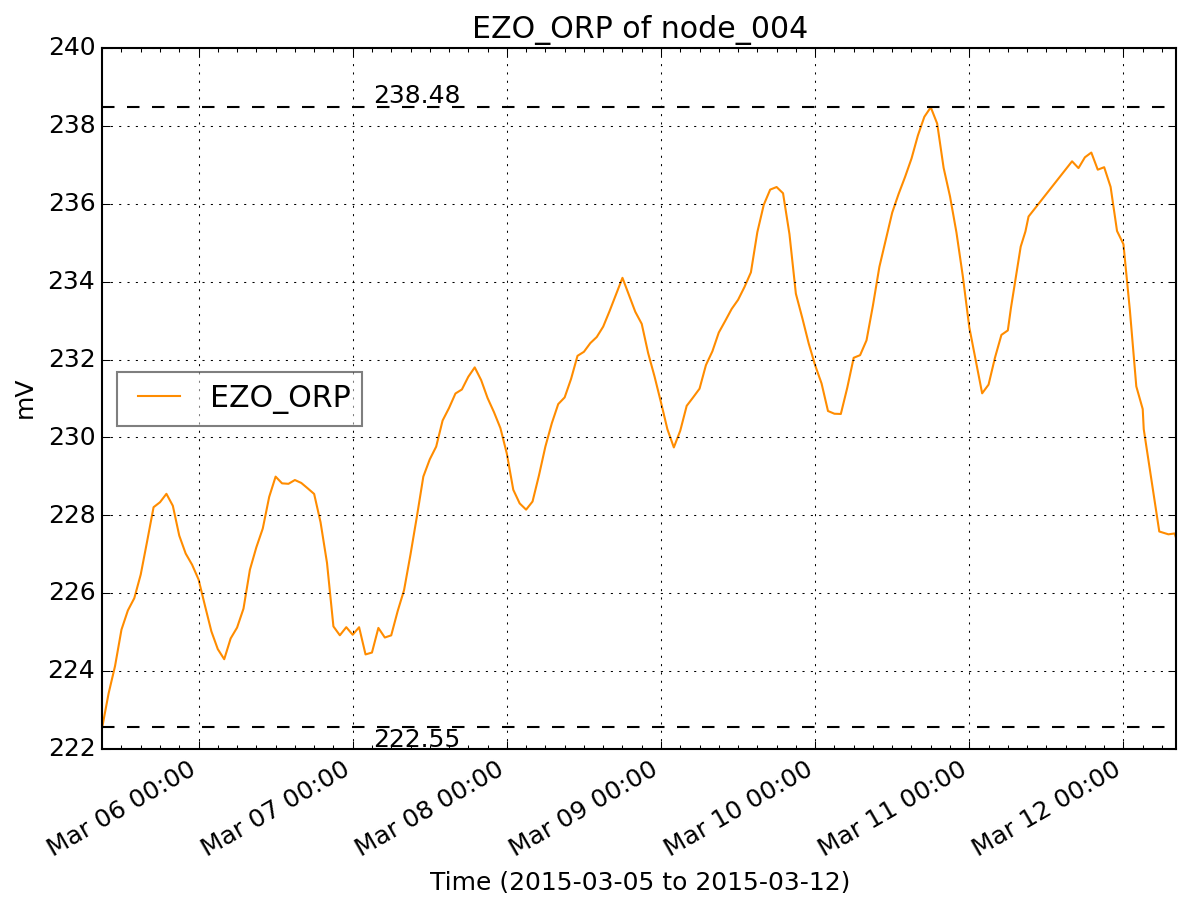 EZO_ORP of node_004
240
238.48
238
236
234
232
EZO_ORP
mV
230
228
226
224
222.55
222
Mar 06 00:00
Mar 07 00:00
Mar 08 00:00
Mar 09 00:00
Mar 10 00:00
Mar 11 00:00
Mar 12 00:00
Time (2015-03-05 to 2015-03-12)